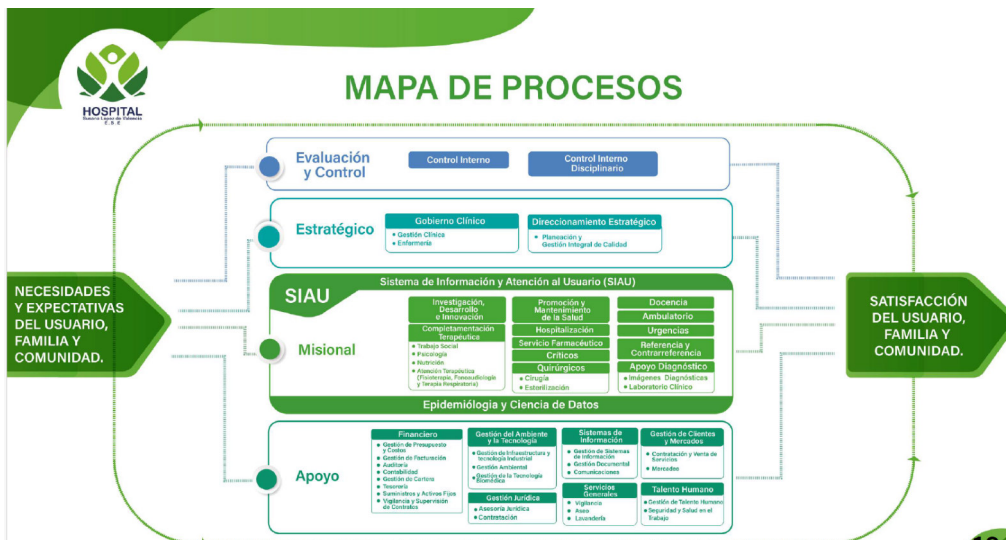 HOSPITAL
Susana López de Valencia
E.S.E
MAPA DE PROCESOS
NECESIDADES
Y EXPECTATIVAS
DEL USUARIO,
FAMILIA Y
COMUNIDAD.
Evaluación
y Control
Control Interno
Control Interno
Disciplinario
Estratégico
Gobierno Clínico
• Gestión Clínica
• Enfermería
Direccionamiento Estratégico
• Planeación y
Gestión Integral de Calidad
Sistema de Información y Atención al Usuario (SIAU)
SIAU
Misional
Investigación,
Desarrollo
e Innovación
Completamentación
Terapéutica
• Trabajo Social
• Psicología
• Nutrición
• Atención Terapéutica
(Fisioterapia, Fonoaudiología
y Terapia Respiratoria)
Promoción y
Mantenimiento
de la Salud
Hospitalización
Servicio Farmacéutico
Críticos
Quirúrgicos
• Cirugía
• Esterilización
Docencia
Ambulatorio
Urgencias
Referencia y
Contrarreferencia
Apoyo Diagnóstico
• Imágenes Diagnósticas
• Laboratorio Clínico
Epidemiólogia y Ciencia de Datos
Apoyo
Financiero
• Gestión de Presupuesto
y Costos
• Gestión de Facturación
• Auditoría
• Contabilidad
• Gestión de Cartera
• Tesorería
• Suministros y Activos Fijos
• Vigilancia y Supervisión
de Contratos
Gestión del Ambiente
y la Tecnología
• Gestión de Infraestructura y
tecnología Industrial
• Gestión Ambiental
• Gestión de la Tecnología
Biomédica
Gestión Jurídica
• Asesoría Jurídica
• Contratación
Sistemas de
Información
• Gestión de Sistemas
de Información
• Gestión Documental
• Comunicaciones
Servicios
Generales
• Vigilancia
• Aseo
• Lavandería
Gestión de Clientes
y Mercados
• Contratación y Venta de
Servicios
• Mercadeo
Talento Humano
• Gestión de Talento Humano
• Seguridad y Salud en el
Trabajo
SATISFACCIÓN
DEL USUARIO,
FAMILIA Y
COMUNIDAD.